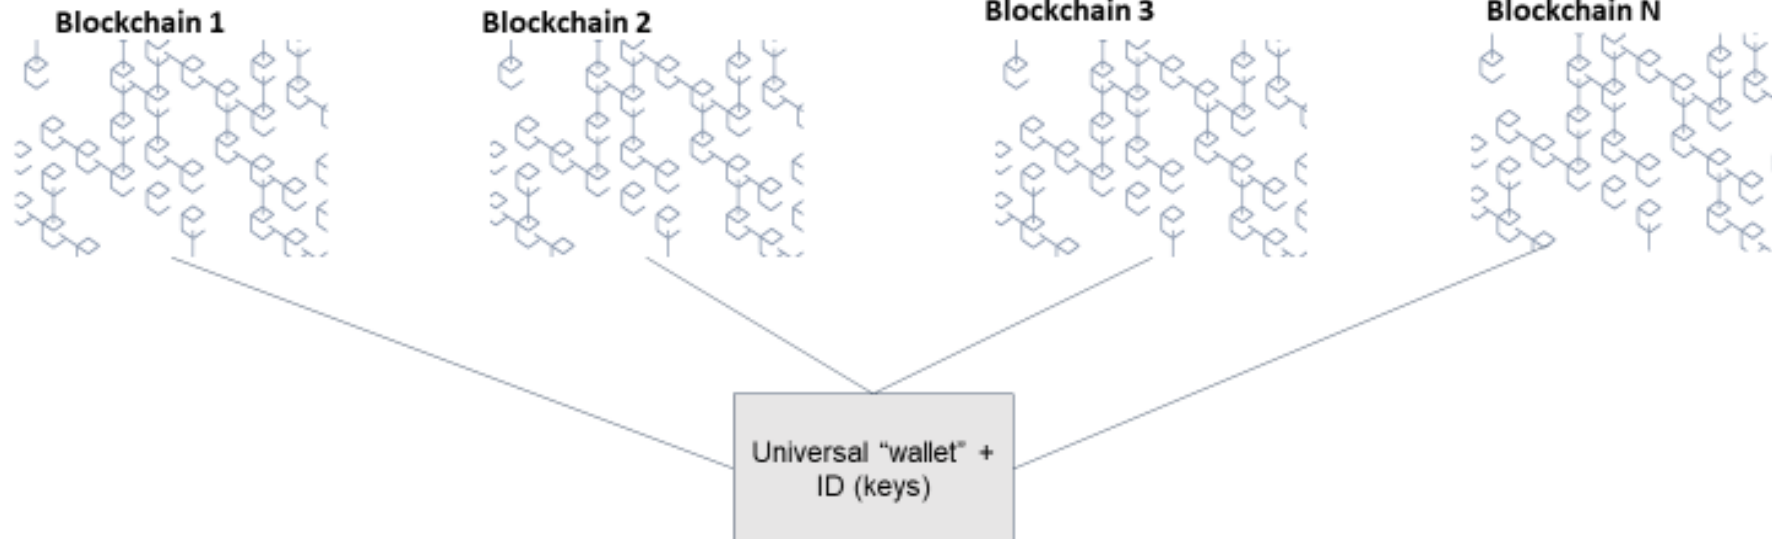 Blockchain 1
Blockchain 2
Blockchain 3
Blockchain N
Universal “wallet” +
ID (keys)